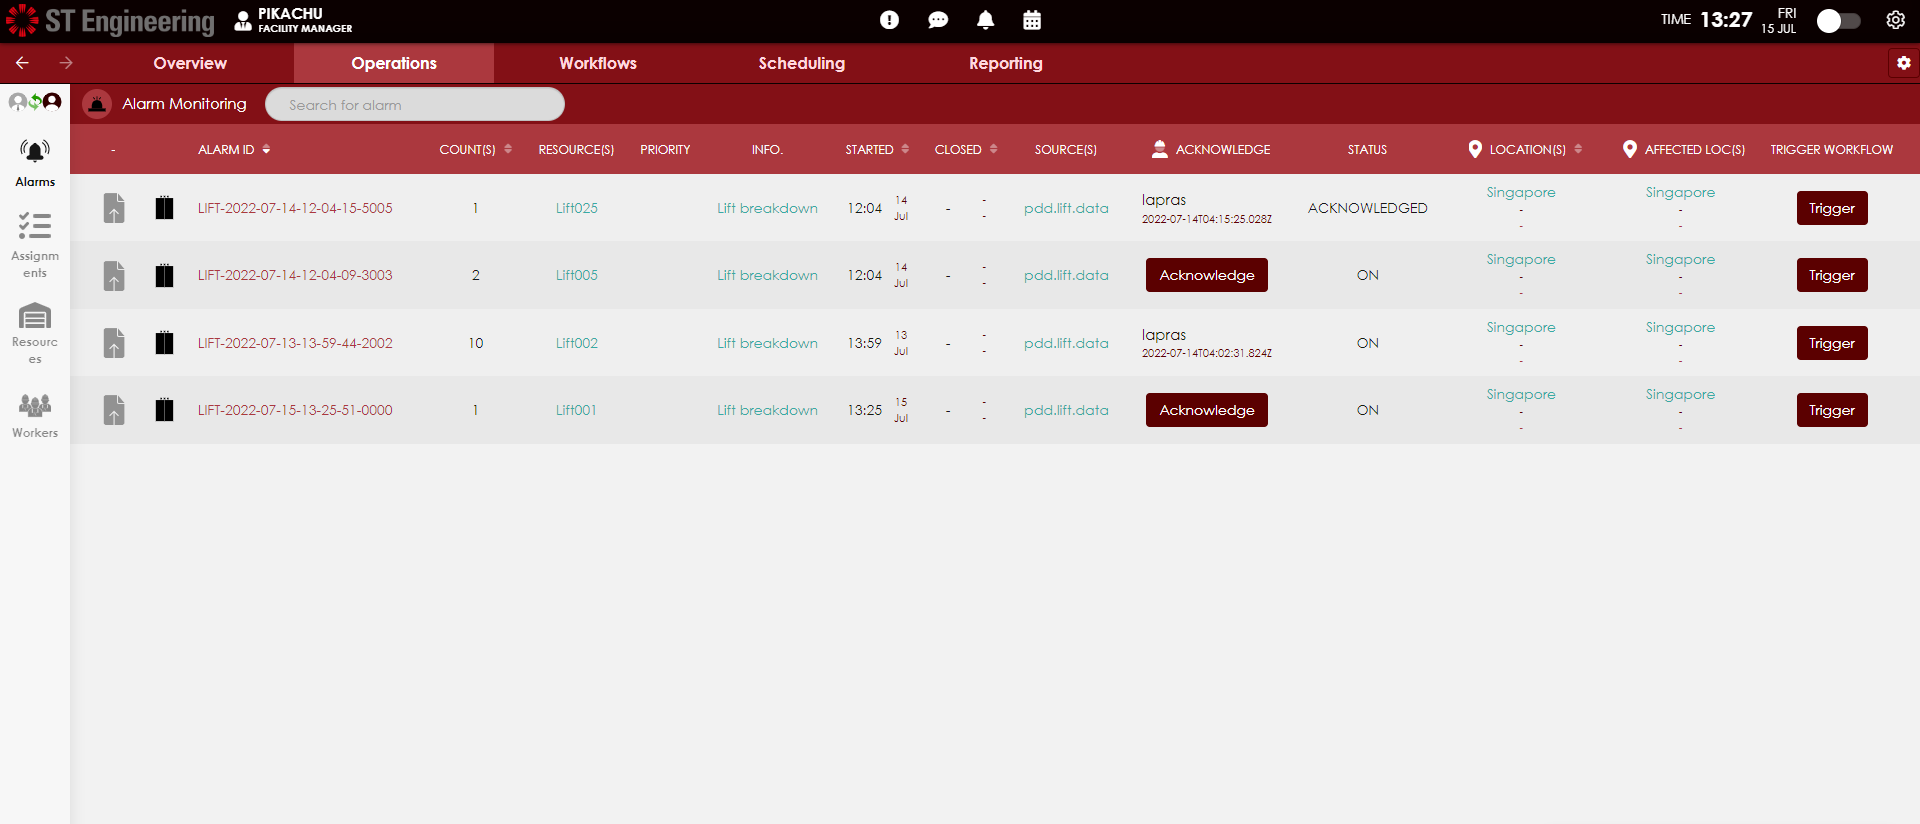 ST Engineering
PIKACHU
FACILITY MANAGER
TIME 13:27 FRI
15 JUL
Overview Operations Workflows Scheduling Reporting
Alarm Monitoring Search for alarm
Alarms
Assignm
ents
Resourc
es
Workers
- ALARM ID COUNT(S) RESOURCE(S) PRIORITY INFO. STARTED CLOSED SOURCE(S) ACKNOWLEDGE STATUS LOCATION(S) AFFECTED LOC(S) TRIGGER WORKFLOW
LIFT-2022-07-14-12-04-15-5005 1 Lift025 Lift breakdown 12:04 14 Jul - - - pdd.lift.data lapras 2022-07-14T04:15:25.028Z ACKNOWLEDGED Singapore - - Singapore - - Trigger
LIFT-2022-07-14-12-04-09-3003 2 Lift005 Lift breakdown 12:04 14 Jul - - - pdd.lift.data Acknowledge ON Singapore - - Singapore - - Trigger
LIFT-2022-07-13-13-59-44-2002 10 Lift002 Lift breakdown 13:59 13 Jul - - - pdd.lift.data lapras 2022-07-14T04:02:31.824Z ON Singapore - - Singapore - - Trigger
LIFT-2022-07-15-13-25-51-0000 1 Lift001 Lift breakdown 13:25 15 Jul - - - pdd.lift.data Acknowledge ON Singapore - - Singapore - - Trigger